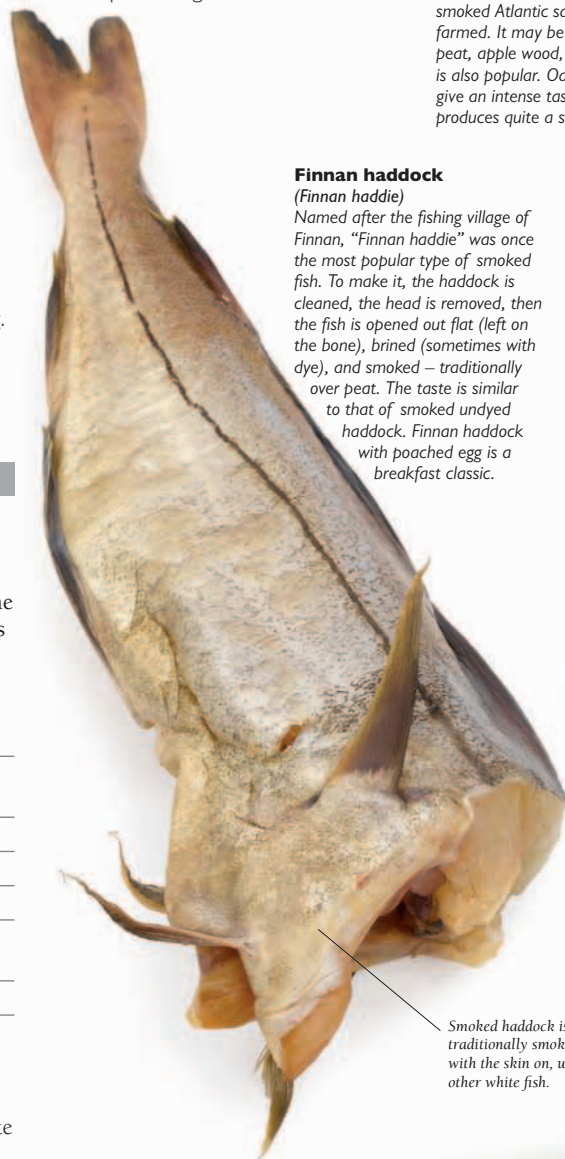 smoked Atlantic
farmed. It may be
peat, apple wood,
is also popular.
give an intense
produces quite a
Finnan haddock
(Finnan haddie)
Named after the fishing village of
Finnan, “Finnan haddie” was once
the most popular type of smoked
fish. To make it, the haddock is
cleaned, the head is removed, then
the fish is opened out flat (left on
the bone), brined (sometimes with
dye), and smoked – traditionally
over peat. The taste is similar
to that of smoked undyed
haddock. Finnan haddock
with poached egg is a
breakfast classic.
Smoked haddock is
traditionally
with the skin on,
other white fish.